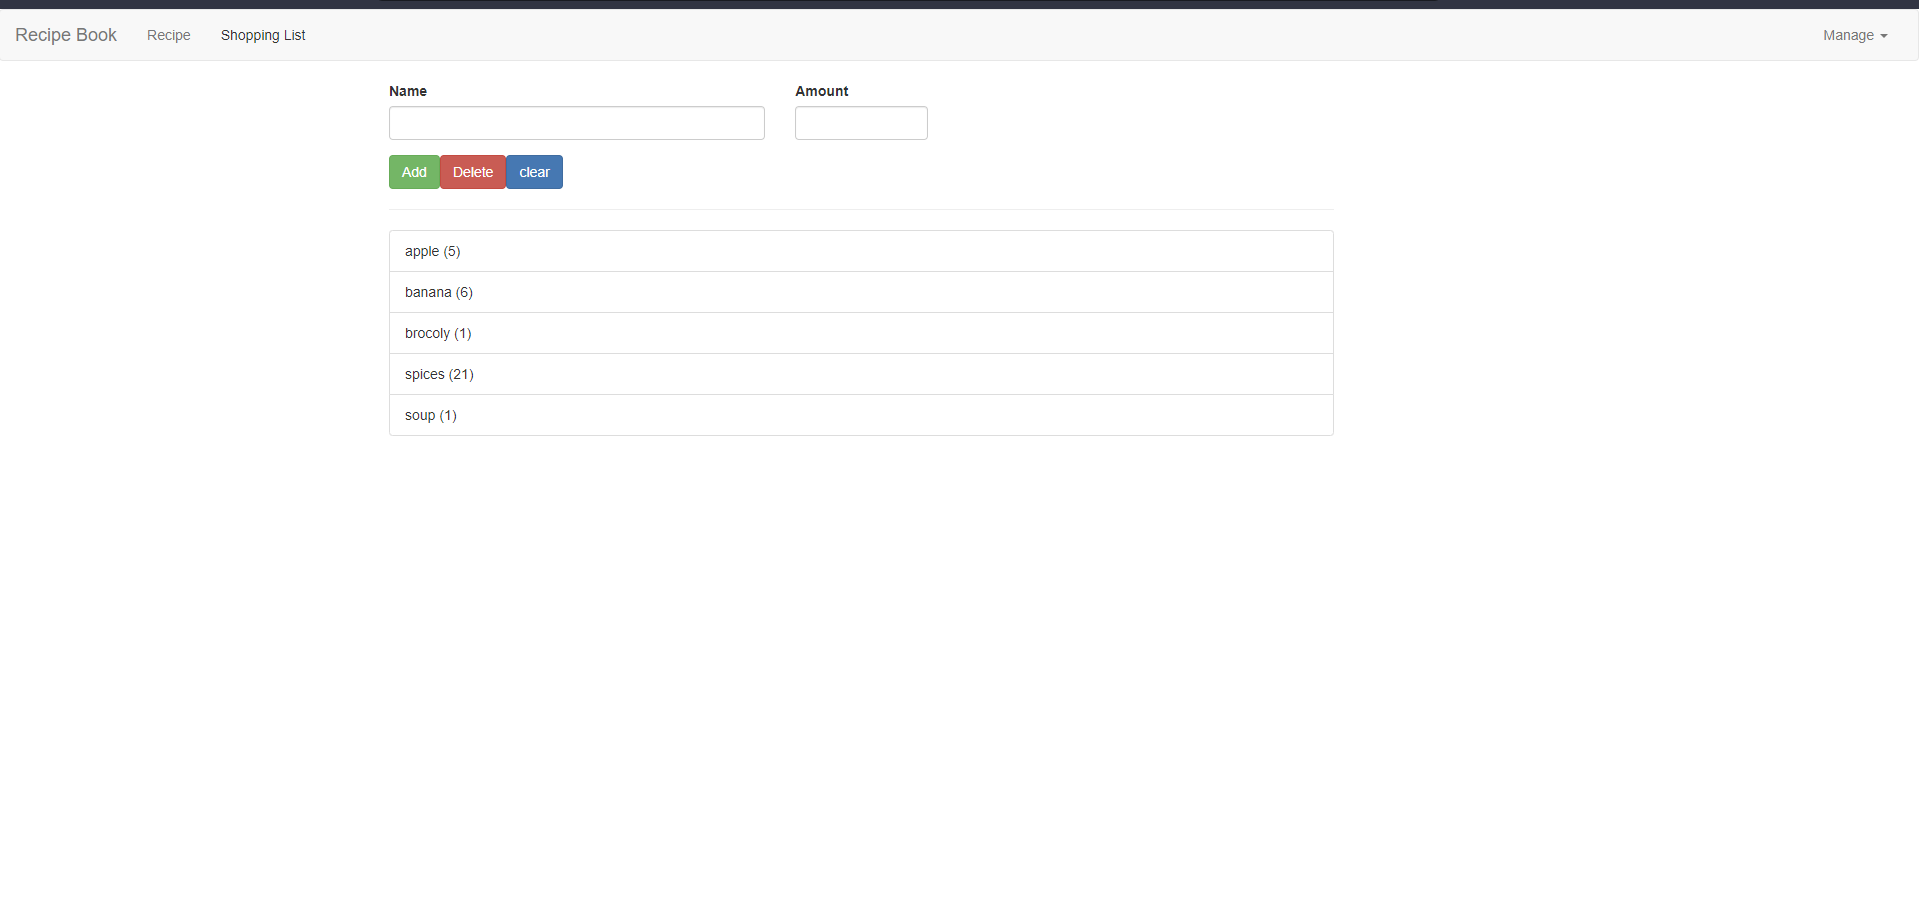 Recipe Book Recipe Shopping List Manage
Name Amount
Add Delete clear
apple (5)
banana (6)
brocoly (1)
spices (21)
soup (1)